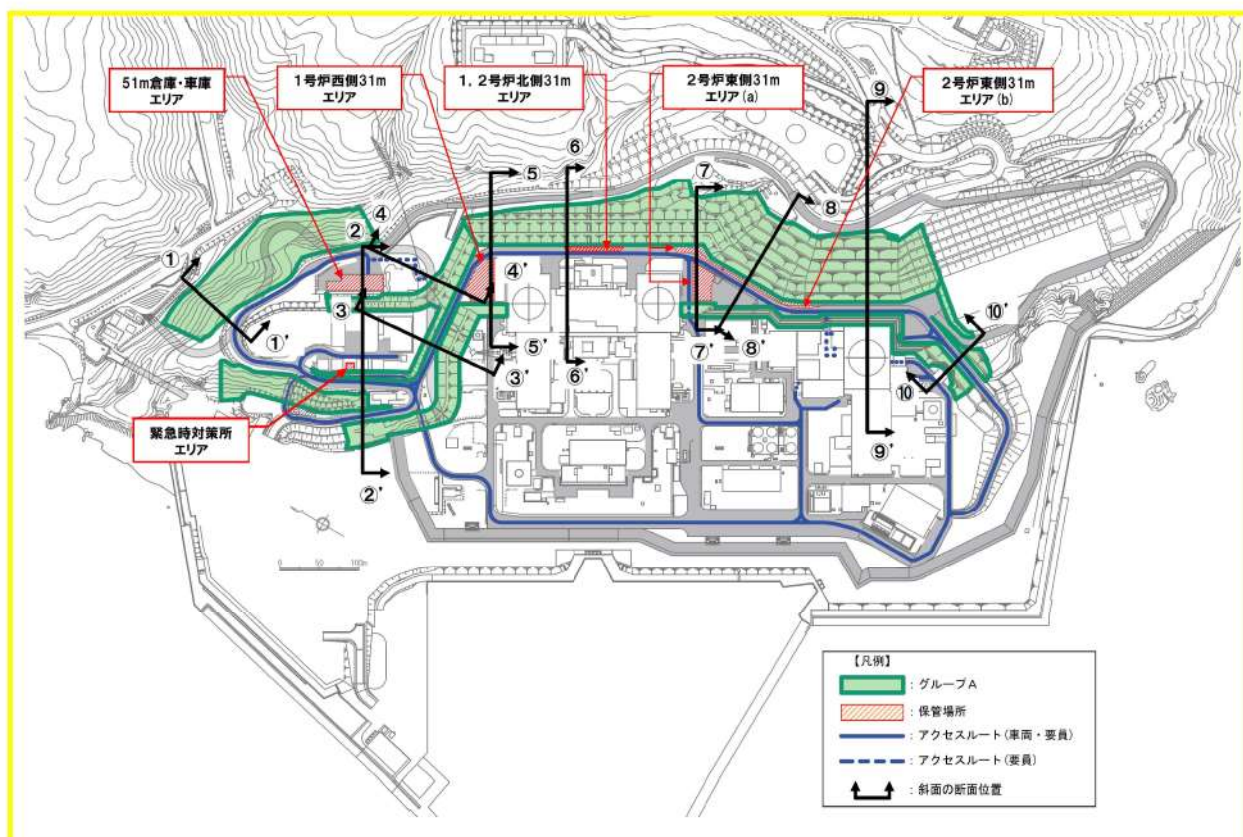 51m倉庫・車庫
エリア
1号炉西側31m
エリア
1，2号炉北側31m
エリア
2号炉東側31m
エリア(a)
2号炉東側31m
エリア(b)
⑨
⑥
⑤
⑦
⑧
④
②
①
④'
③
①'
⑤'
③'
⑥'
⑦'
⑧'
⑩'
⑩
⑨'
緊急時対策所
エリア
②'
0 50 100m
【凡例】
：グループA
：保管場所
：アクセスルート(車両・要員)
：アクセスルート(要員)
：斜面の断面位置